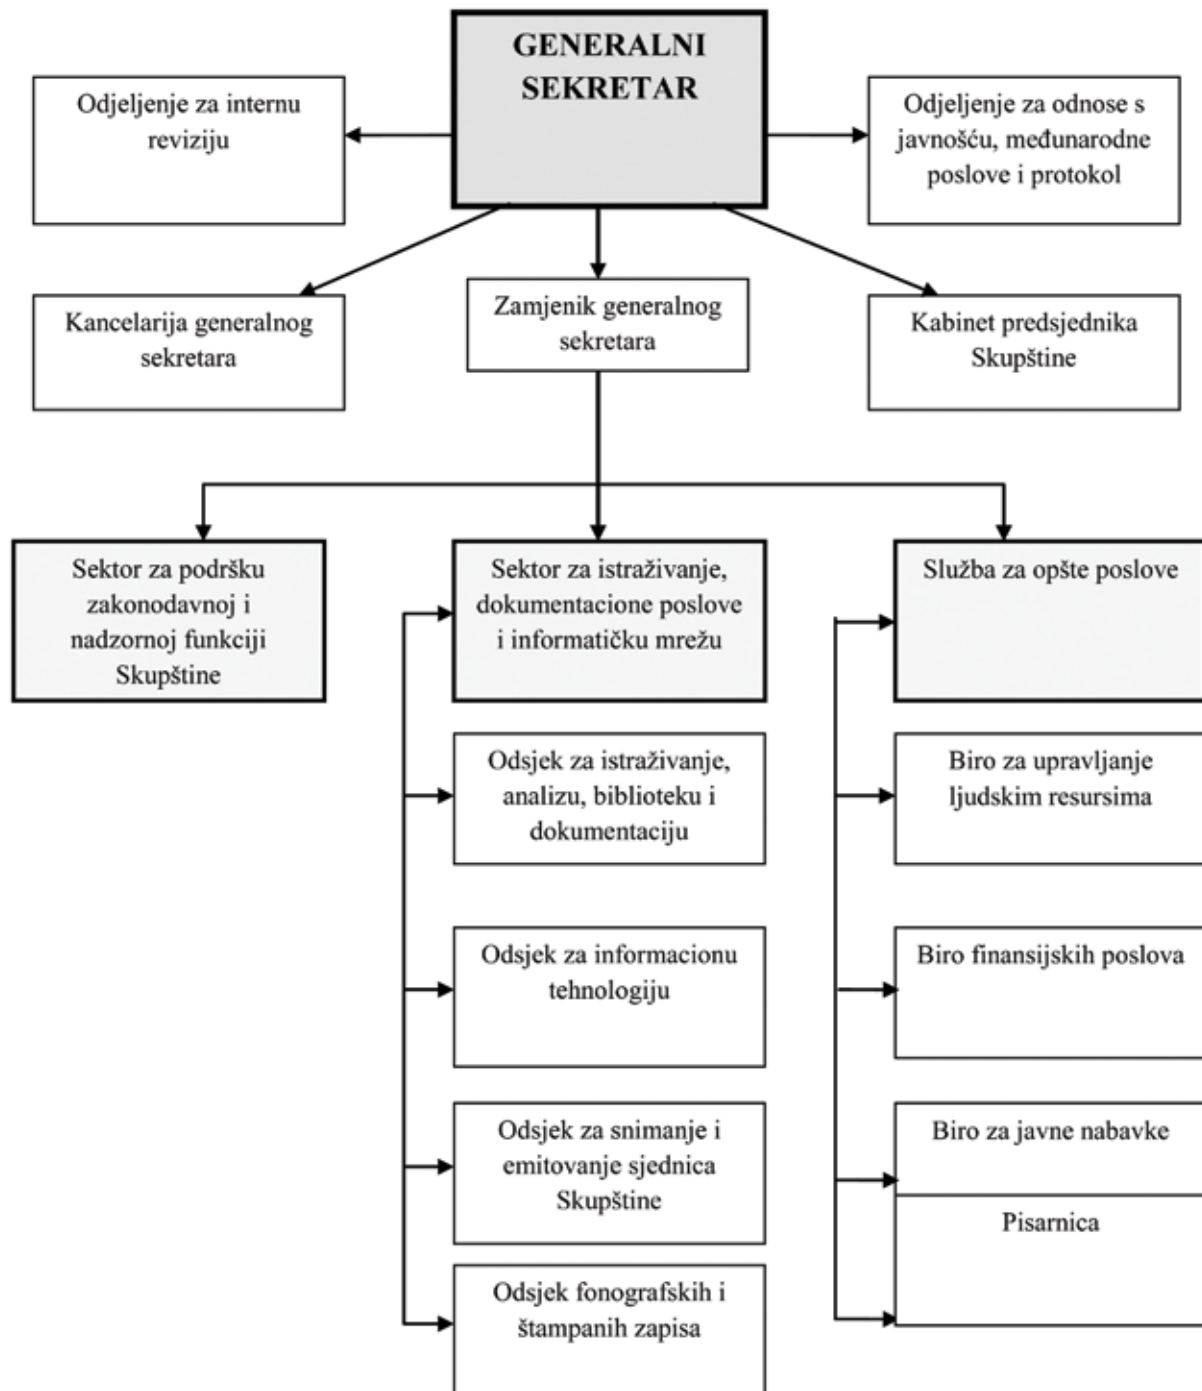 GENERALNI
SEKRETAR
Odjeljenje za internu
reviziju
Odjeljenje za odnose s
javnošću, međunarodne
poslove i protokol
Kancelarija generalnog
sekretara
Zamjenik generalnog
sekretara
Kabinet predsjednika
Skupštine
Sektor za podršku
zakonodavnoj i
nadzornoj funkciji
Skupštine
Sektor za istraživanje,
dokumentacione poslove
i informatičku mrežu
Služba za opšte poslove
Odsjek za istraživanje,
analizu, biblioteku i
dokumentaciju
Biro za upravljanje
ljudskim resursima
Odsjek za informacionu
tehnologiju
Biro finansijskih poslova
Odsjek za snimanje i
emitovanje sjednica
Skupštine
Biro za javne nabavke
Pisarnica
Odsjek fonografskih i
štampanih zapisa